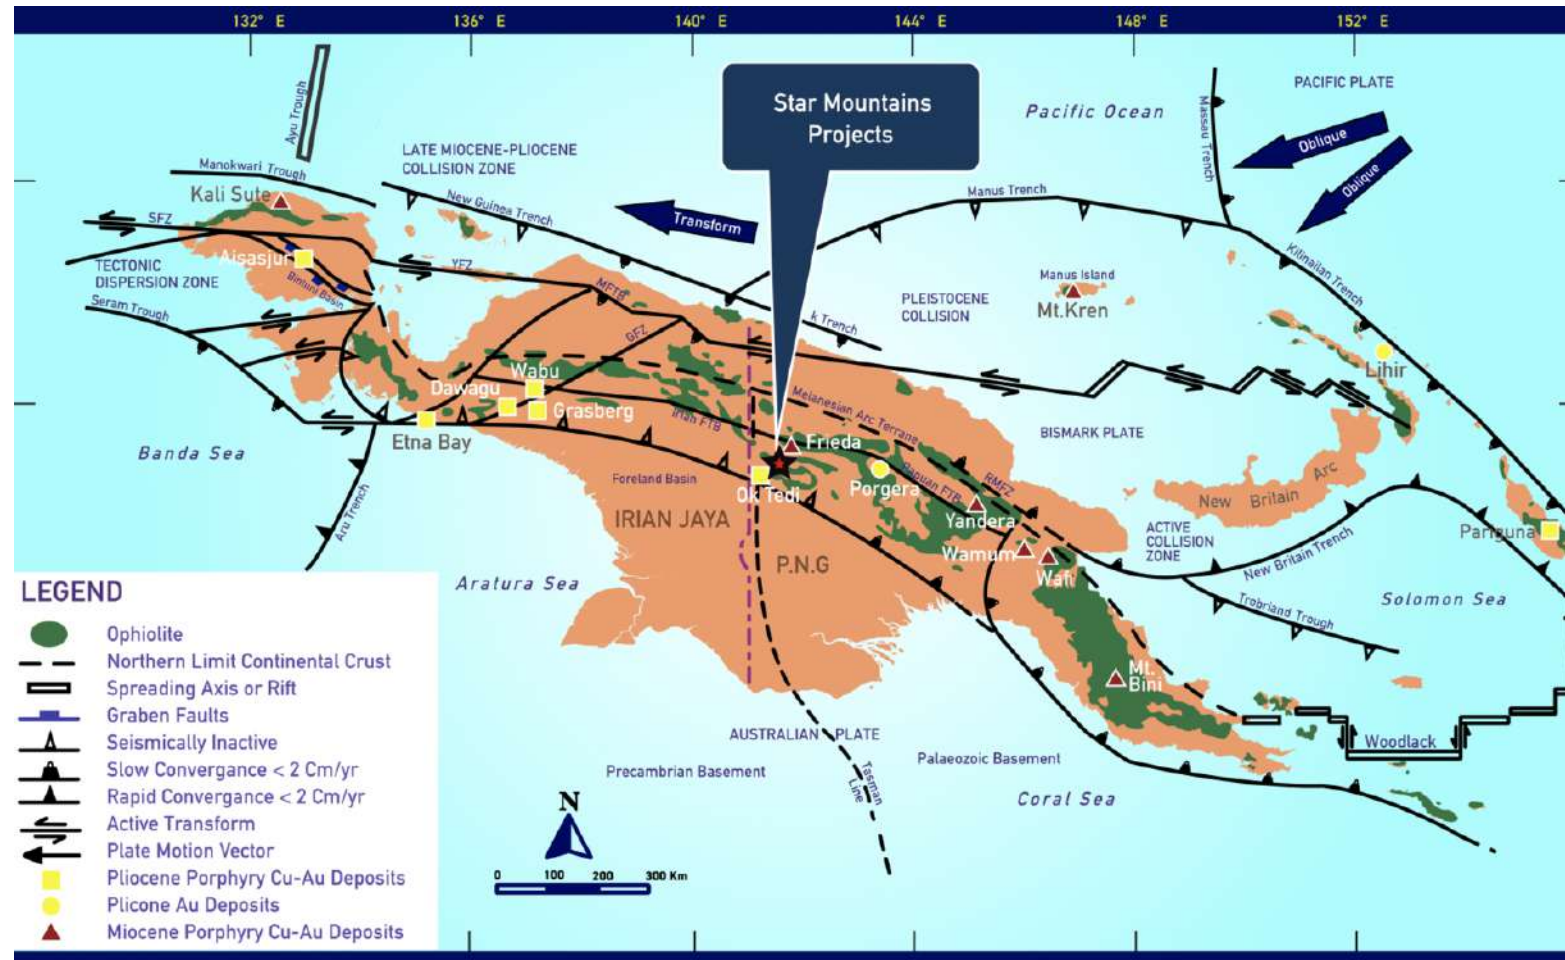 132° E
136° E
140° E
144° E
148° E
152° E
Star Mountains
Projects
Pacific Ocean
PACIFIC PLATE
Massau Trench
Oblique
Oblique
Ayu Trough
LATE MIOCENE-PLIOCENE
COLLISION ZONE
Manokwari Trough
Kali Sute
New Guinea Trench
Manus Trench
Transform
SFZ
Aisasjur
YFZ
TECTONIC
DISPERSION ZONE
Bintuni Basin
Seram Trough
MFTB
GFZ
Kilinailan Trench
Manus Island
Mt.Kren
PLEISTOCENE
COLLISION
k Trench
Lihir
Wabu
Dawagu
Grasberg
Etna Bay
Irian FTB
Melanesian Arc Terrane
BISMARK PLATE
Frieda
Banda Sea
Foreland Basin
Ok Tedi
Porgera
Papuan FTB
RMFZ
New Britain Arc
IRIAN JAYA
Yandera
Aru Trench
ACTIVE
COLLISION
ZONE
Pariguna
Wamum
Wafi
New Britain Trench
P.N.G
Aratura Sea
Trobriand Trough
Solomon Sea
Mt.
Bini
AUSTRALIAN PLATE
Woodlack
Palaeozoic Basement
Precambrian Basement
Tasman
Line
Coral Sea
N
0 100 200 300 Km
LEGEND
Ophiolite
Northern Limit Continental Crust
Spreading Axis or Rift
Graben Faults
Seismically Inactive
Slow Convergance < 2 Cm/yr
Rapid Convergance < 2 Cm/yr
Active Transform
Plate Motion Vector
Pliocene Porphyry Cu-Au Deposits
Plicone Au Deposits
Miocene Porphyry Cu-Au Deposits